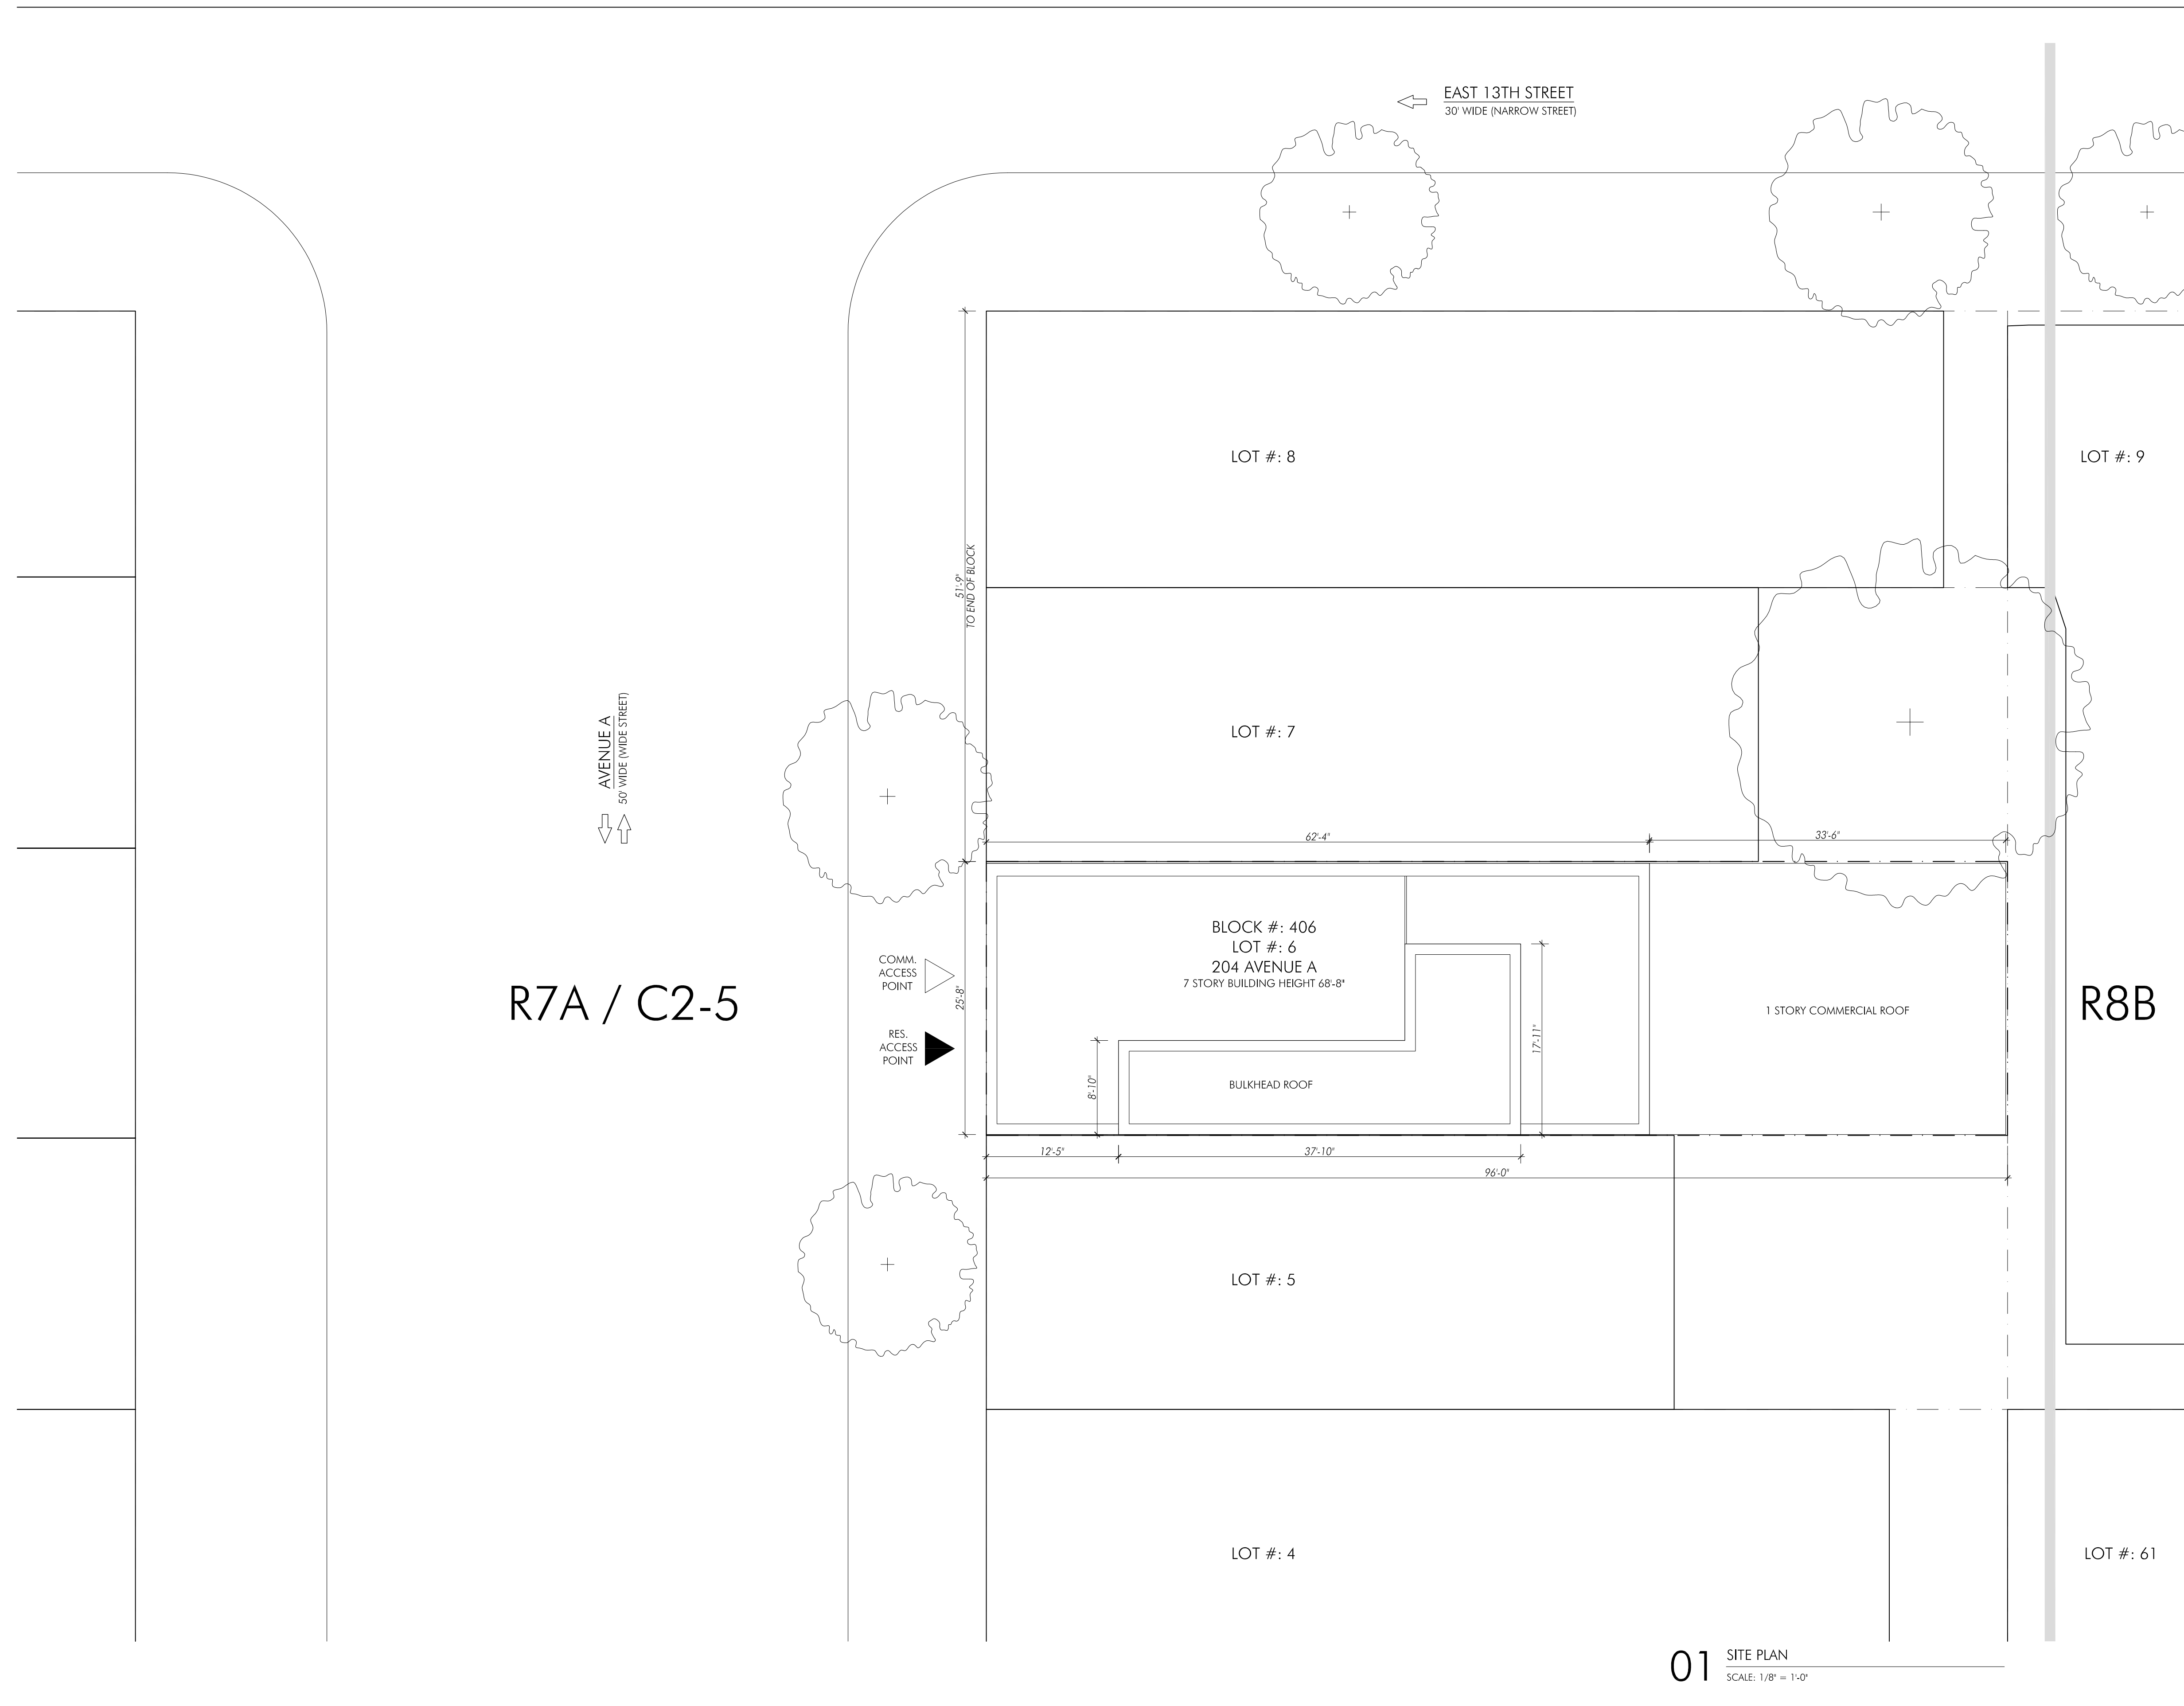 EAST 13TH STREET
30' WIDE (NARROW STREET)
LOT #: 8
LOT #: 9
51'-9"
TO END OF BLOCK
AVENUE A
50' WIDE (WIDE STREET)
LOT #: 7
62'-4"
33'-6"
BLOCK #: 406
LOT #: 6
204 AVENUE A
7 STORY BUILDING HEIGHT 68'-8"
COMM.
ACCESS
POINT
25'-8"
R7A / C2-5
1 STORY COMMERCIAL ROOF
R8B
RES.
ACCESS
POINT
17'-11"
8'-10"
BULKHEAD ROOF
12'-5"
37'-10"
96'-0"
LOT #: 5
LOT #: 4
LOT #: 61
01
SITE PLAN
SCALE: 1/8" = 1'-0"